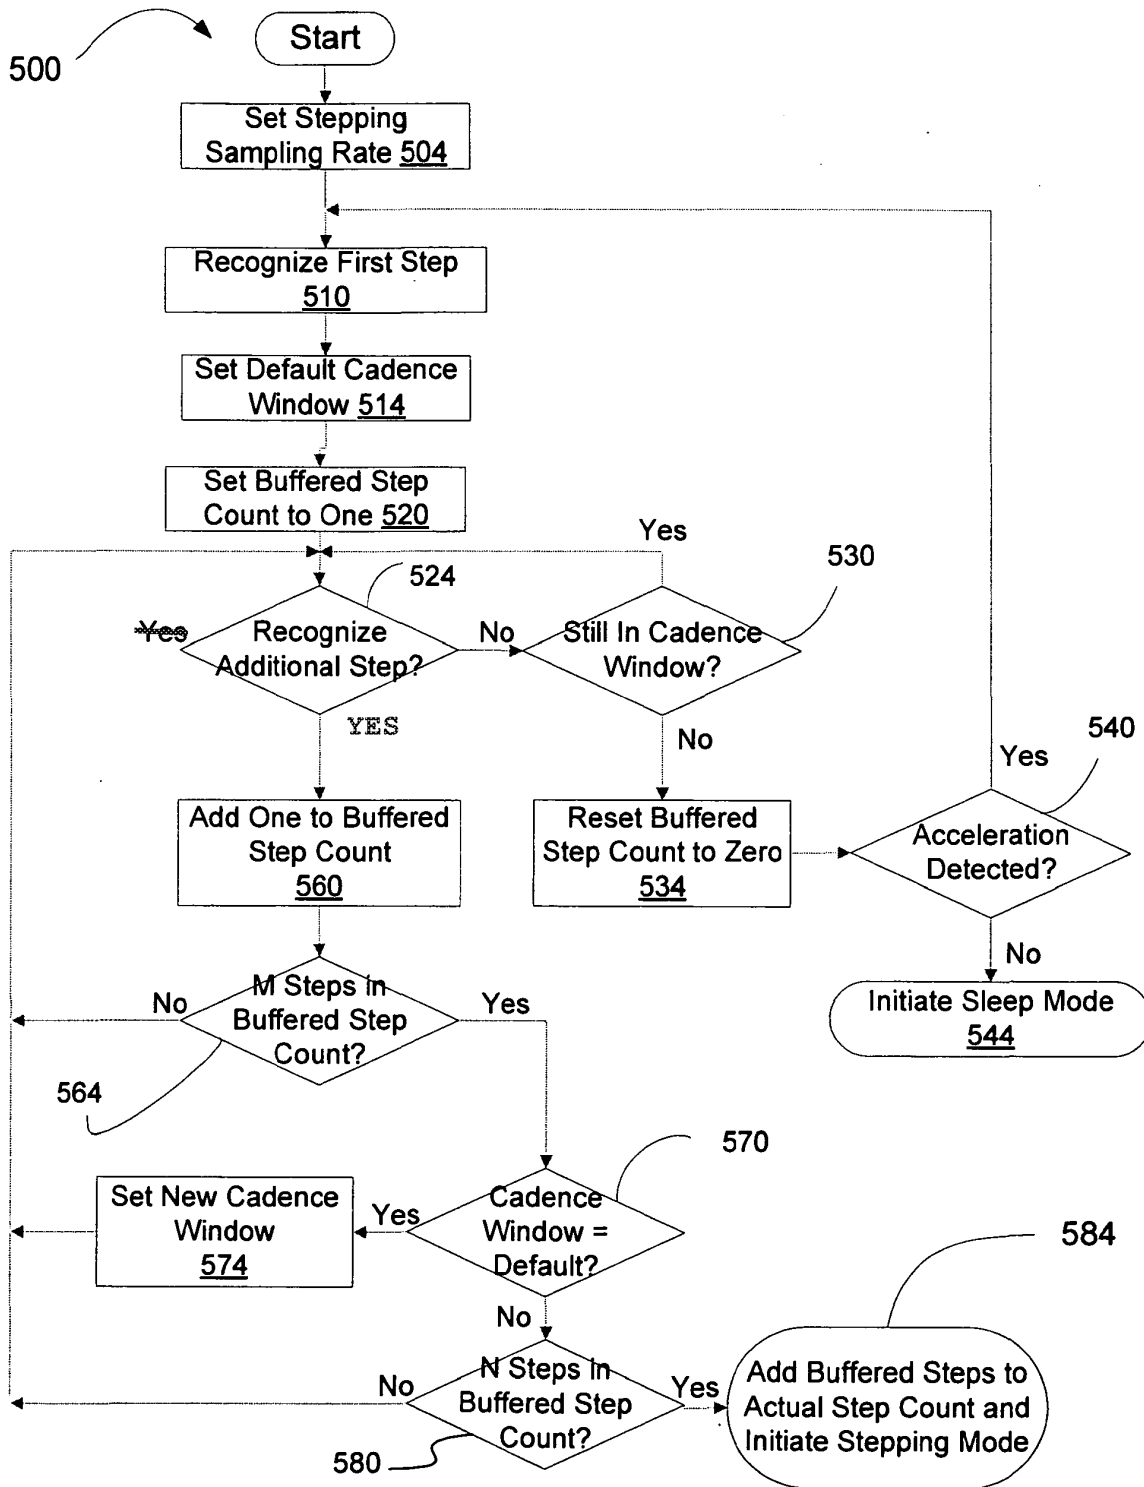 Start
500
Set Stepping
Sampling Rate 504
Recognize First Step
510
Set Default Cadence
Window 514
Set Buffered Step
Count to One 520
Yes
524
530
Yes
Recognize
Additional Step?
No
Still In Cadence
Window?
YES
No
540
Yes
Add One to Buffered
Step Count
560
Reset Buffered
Step Count to Zero
534
Acceleration
Detected?
No
No
M Steps in
Buffered Step
Count?
Yes
Initiate Sleep Mode
544
564
570
Set New Cadence
Window
574
Yes
Cadence
Window =
Default?
584
No
No
N Steps in
Buffered Step
Count?
Yes
Add Buffered Steps to
Actual Step Count and
Initiate Stepping Mode
580